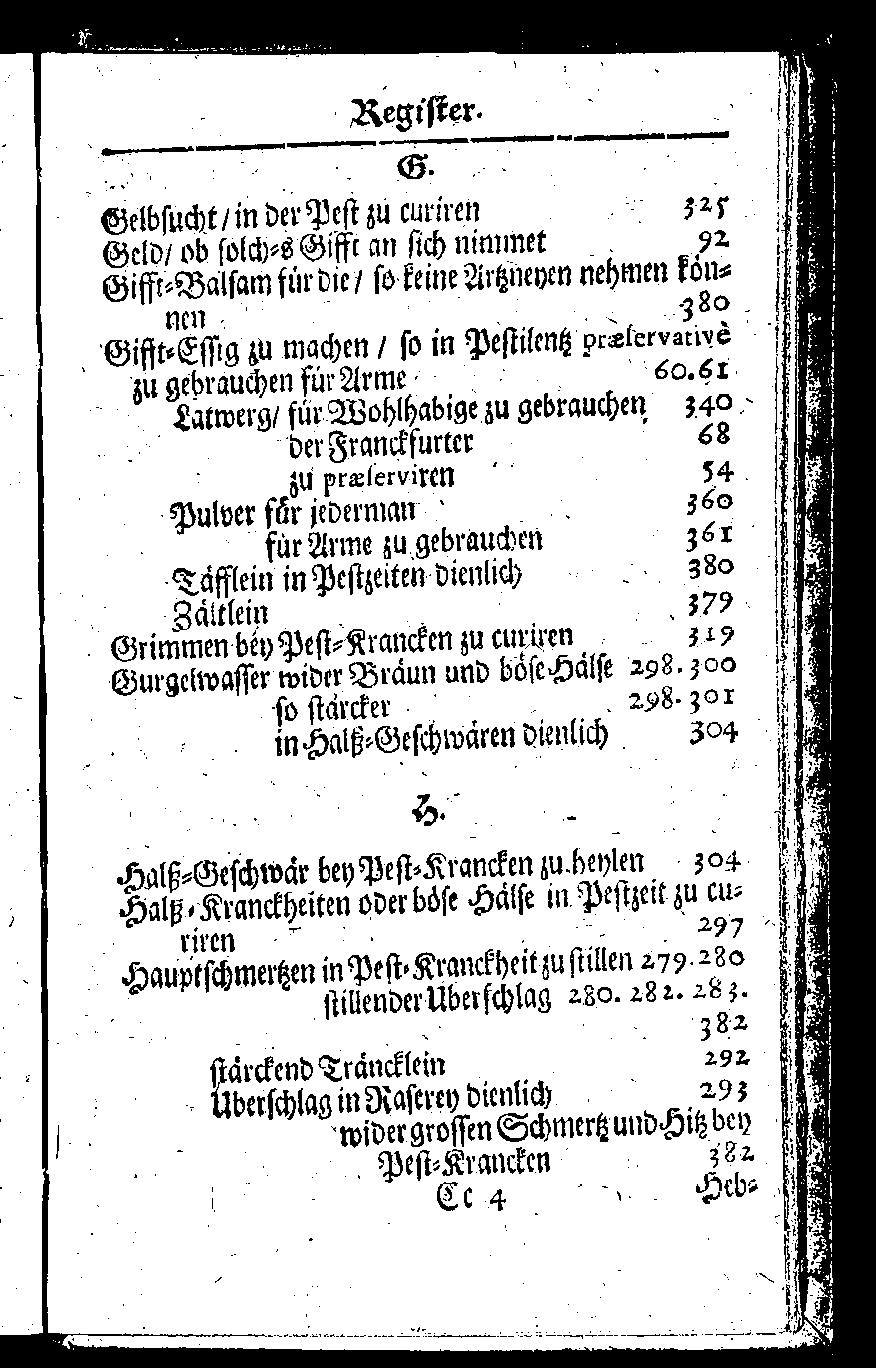 Register.
G.
Gelbsucht / in der Pest zu curiren 325
Geld / ob solch-s Gifft an sich nimmet 92
Gifft-Balsam für die / so keine Artzneyen nehmen kön-
nen 380
Gifft-Essig zu machen / so in Pestilentz præservativè
zu gebrauchen für Arme 60.61
Latwerg / für Wohlhabige zu gebrauchen 340
der Franckfurter 68
zu præserviren 54
Pulver für jederman 360
für Arme zu gebrauchen 361
Täfflein in Pestzeiten dienlich 380
Zältlein 379
Grimmen bey Pest-Krancken zu curiren 319
Gurgelwasser wider Bräun und böse Hälse 298.300
so stärcker 298.301
in Halß-Geschwären dienlich 304
H.
Halß-Geschwär bey Pest-Krancken zu heylen 304
Halß-Kranckheiten oder böse Hälse in Pestzeit zu cu-
riren 297
Hauptschmertzen in Pest-Kranckheit zu stillen 279.280
stillender Uberschlag 280. 282. 283.
382
stärckend Träncklein 292
Uberschlag in Raserey dienlich 293
wider grossen Schmertz und Hitz bey
Pest-Krancken 382
Cc 4 Heb-